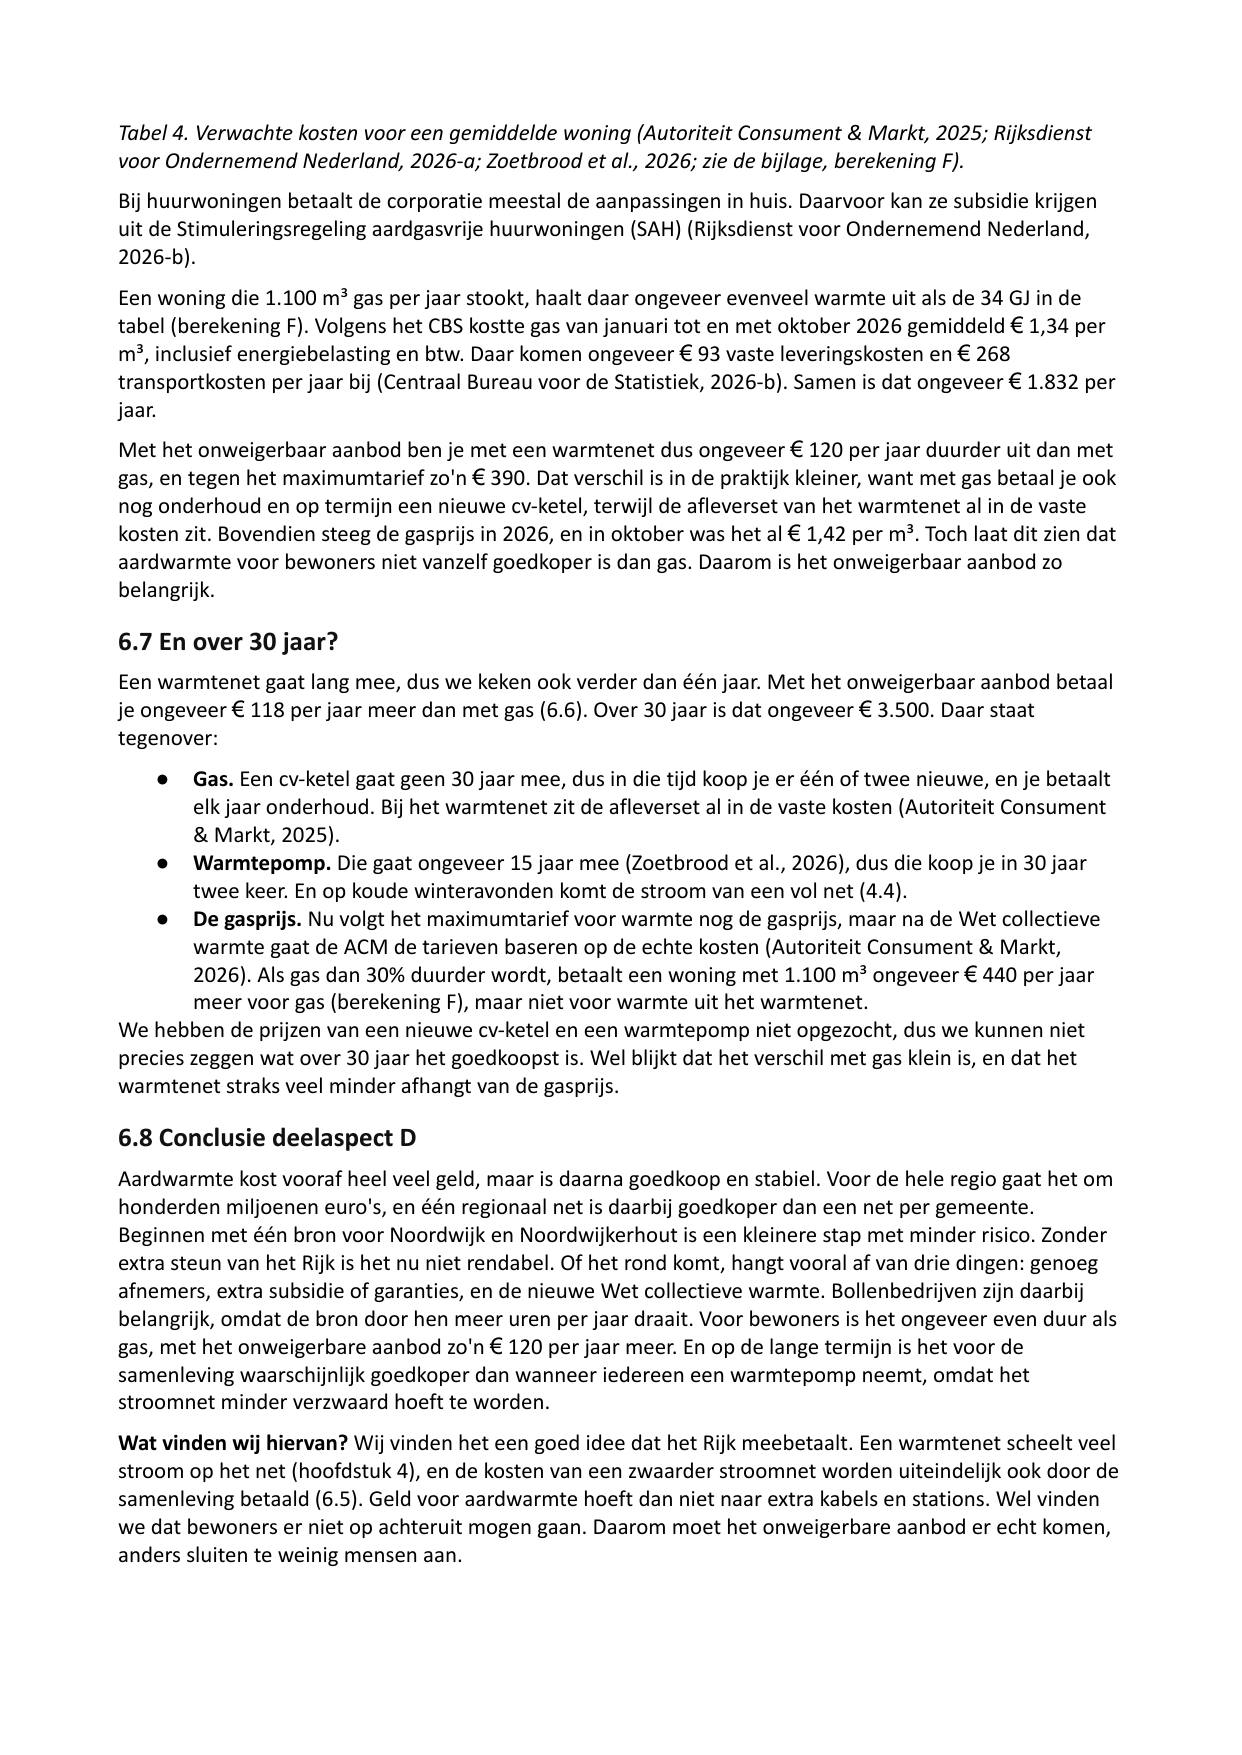 Tabel 4. Verwachte kosten voor een gemiddelde woning (Autoriteit Consument & Markt, 2025; Rijksdienst
voor Ondernemend Nederland, 2026-a; Zoetbrood et al., 2026; zie de bijlage, berekening F).
Bij huurwoningen betaalt de corporatie meestal de aanpassingen in huis. Daarvoor kan ze subsidie krijgen
uit de Stimuleringsregeling aardgasvrije huurwoningen (SAH) (Rijksdienst voor Ondernemend Nederland,
2026-b).
Een woning die 1.100 m³ gas per jaar stookt, haalt daar ongeveer evenveel warmte uit als de 34 GJ in de
tabel (berekening F). Volgens het CBS kostte gas van januari tot en met oktober 2026 gemiddeld € 1,34 per
m³, inclusief energiebelasting en btw. Daar komen ongeveer € 93 vaste leveringskosten en € 268
transportkosten per jaar bij (Centraal Bureau voor de Statistiek, 2026-b). Samen is dat ongeveer € 1.832 per
jaar.
Met het onweigerbaar aanbod ben je met een warmtenet dus ongeveer € 120 per jaar duurder uit dan met
gas, en tegen het maximumtarief zo'n € 390. Dat verschil is in de praktijk kleiner, want met gas betaal je ook
nog onderhoud en op termijn een nieuwe cv-ketel, terwijl de afleverset van het warmtenet al in de vaste
kosten zit. Bovendien steeg de gasprijs in 2026, en in oktober was het al € 1,42 per m³. Toch laat dit zien dat
aardwarmte voor bewoners niet vanzelf goedkoper is dan gas. Daarom is het onweigerbaar aanbod zo
belangrijk.
6.7 En over 30 jaar?
Een warmtenet gaat lang mee, dus we keken ook verder dan één jaar. Met het onweigerbaar aanbod betaal
je ongeveer € 118 per jaar meer dan met gas (6.6). Over 30 jaar is dat ongeveer € 3.500. Daar staat
tegenover:
● Gas. Een cv-ketel gaat geen 30 jaar mee, dus in die tijd koop je er één of twee nieuwe, en je betaalt
elk jaar onderhoud. Bij het warmtenet zit de afleverset al in de vaste kosten (Autoriteit Consument
& Markt, 2025).
● Warmtepomp. Die gaat ongeveer 15 jaar mee (Zoetbrood et al., 2026), dus die koop je in 30 jaar
twee keer. En op koude winteravonden komt de stroom van een vol net (4.4).
● De gasprijs. Nu volgt het maximumtarief voor warmte nog de gasprijs, maar na de Wet collectieve
warmte gaat de ACM de tarieven baseren op de echte kosten (Autoriteit Consument & Markt,
2026). Als gas dan 30% duurder wordt, betaalt een woning met 1.100 m³ ongeveer € 440 per jaar
meer voor gas (berekening F), maar niet voor warmte uit het warmtenet.
We hebben de prijzen van een nieuwe cv-ketel en een warmtepomp niet opgezocht, dus we kunnen niet
precies zeggen wat over 30 jaar het goedkoopst is. Wel blijkt dat het verschil met gas klein is, en dat het
warmtenet straks veel minder afhangt van de gasprijs.
6.8 Conclusie deelaspect D
Aardwarmte kost vooraf heel veel geld, maar is daarna goedkoop en stabiel. Voor de hele regio gaat het om
honderden miljoenen euro's, en één regionaal net is daarbij goedkoper dan een net per gemeente.
Beginnen met één bron voor Noordwijk en Noordwijkerhout is een kleinere stap met minder risico. Zonder
extra steun van het Rijk is het nu niet rendabel. Of het rond komt, hangt vooral af van drie dingen: genoeg
afnemers, extra subsidie of garanties, en de nieuwe Wet collectieve warmte. Bollenbedrijven zijn daarbij
belangrijk, omdat de bron door hen meer uren per jaar draait. Voor bewoners is het ongeveer even duur als
gas, met het onweigerbare aanbod zo'n € 120 per jaar meer. En op de lange termijn is het voor de
samenleving waarschijnlijk goedkoper dan wanneer iedereen een warmtepomp neemt, omdat het
stroomnet minder verzwaard hoeft te worden.
Wat vinden wij hiervan? Wij vinden het een goed idee dat het Rijk meebetaalt. Een warmtenet scheelt veel
stroom op het net (hoofdstuk 4), en de kosten van een zwaarder stroomnet worden uiteindelijk ook door de
samenleving betaald (6.5). Geld voor aardwarmte hoeft dan niet naar extra kabels en stations. Wel vinden
we dat bewoners er niet op achteruit mogen gaan. Daarom moet het onweigerbare aanbod er echt komen,
anders sluiten te weinig mensen aan.